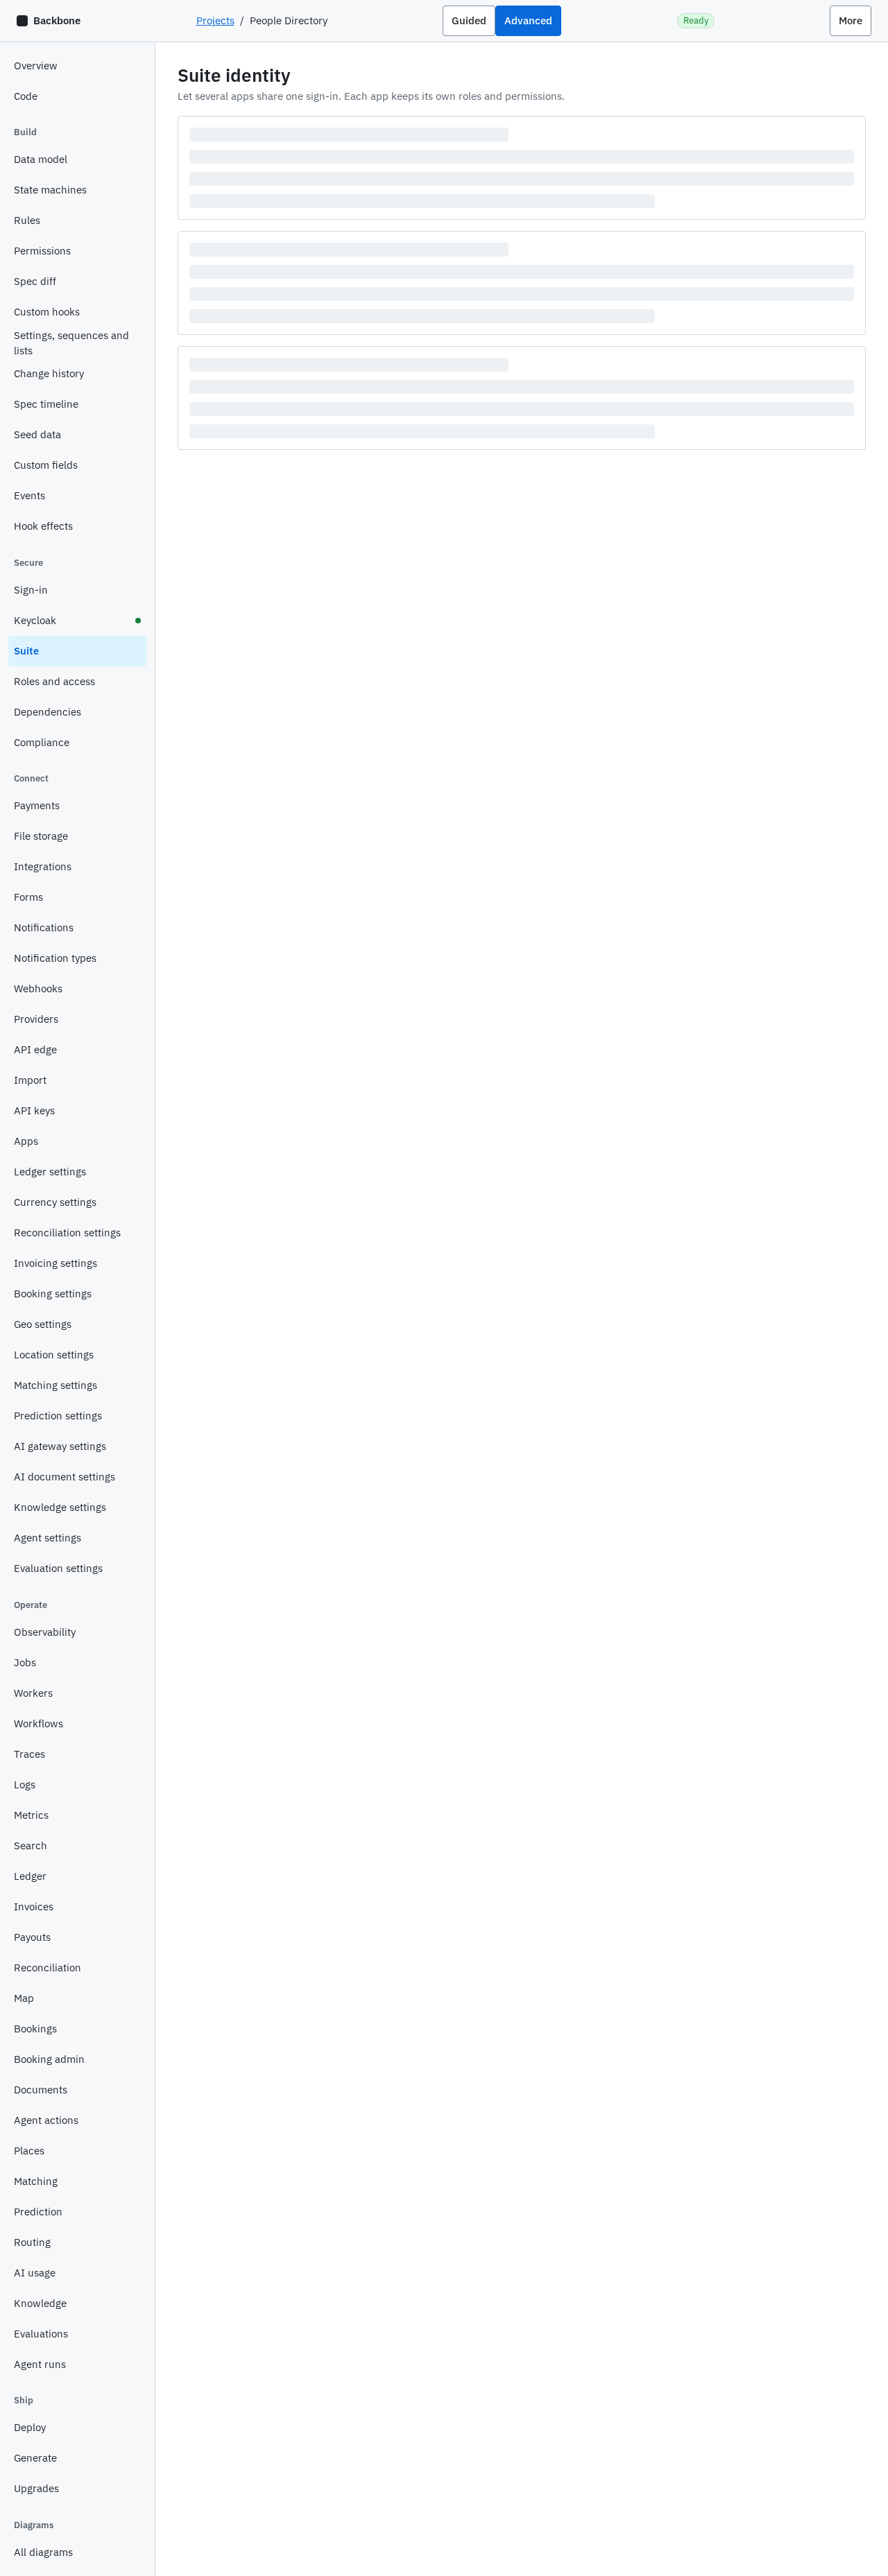 Backbone
Projects / People Directory
Guided
Advanced
Ready
More
Overview
Code
Build
Data model
State machines
Rules
Permissions
Spec diff
Custom hooks
Settings, sequences and
lists
Change history
Spec timeline
Seed data
Custom fields
Events
Hook effects
Secure
Sign-in
Keycloak
Suite
Roles and access
Dependencies
Compliance
Connect
Payments
File storage
Integrations
Forms
Notifications
Notification types
Webhooks
Providers
API edge
Import
API keys
Apps
Ledger settings
Currency settings
Reconciliation settings
Invoicing settings
Booking settings
Geo settings
Location settings
Matching settings
Prediction settings
AI gateway settings
AI document settings
Knowledge settings
Agent settings
Evaluation settings
Operate
Observability
Jobs
Workers
Workflows
Traces
Logs
Metrics
Search
Ledger
Invoices
Payouts
Reconciliation
Map
Bookings
Booking admin
Documents
Agent actions
Places
Matching
Prediction
Routing
AI usage
Knowledge
Evaluations
Agent runs
Ship
Deploy
Generate
Upgrades
Diagrams
All diagrams
Suite identity
Let several apps share one sign-in. Each app keeps its own roles and permissions.